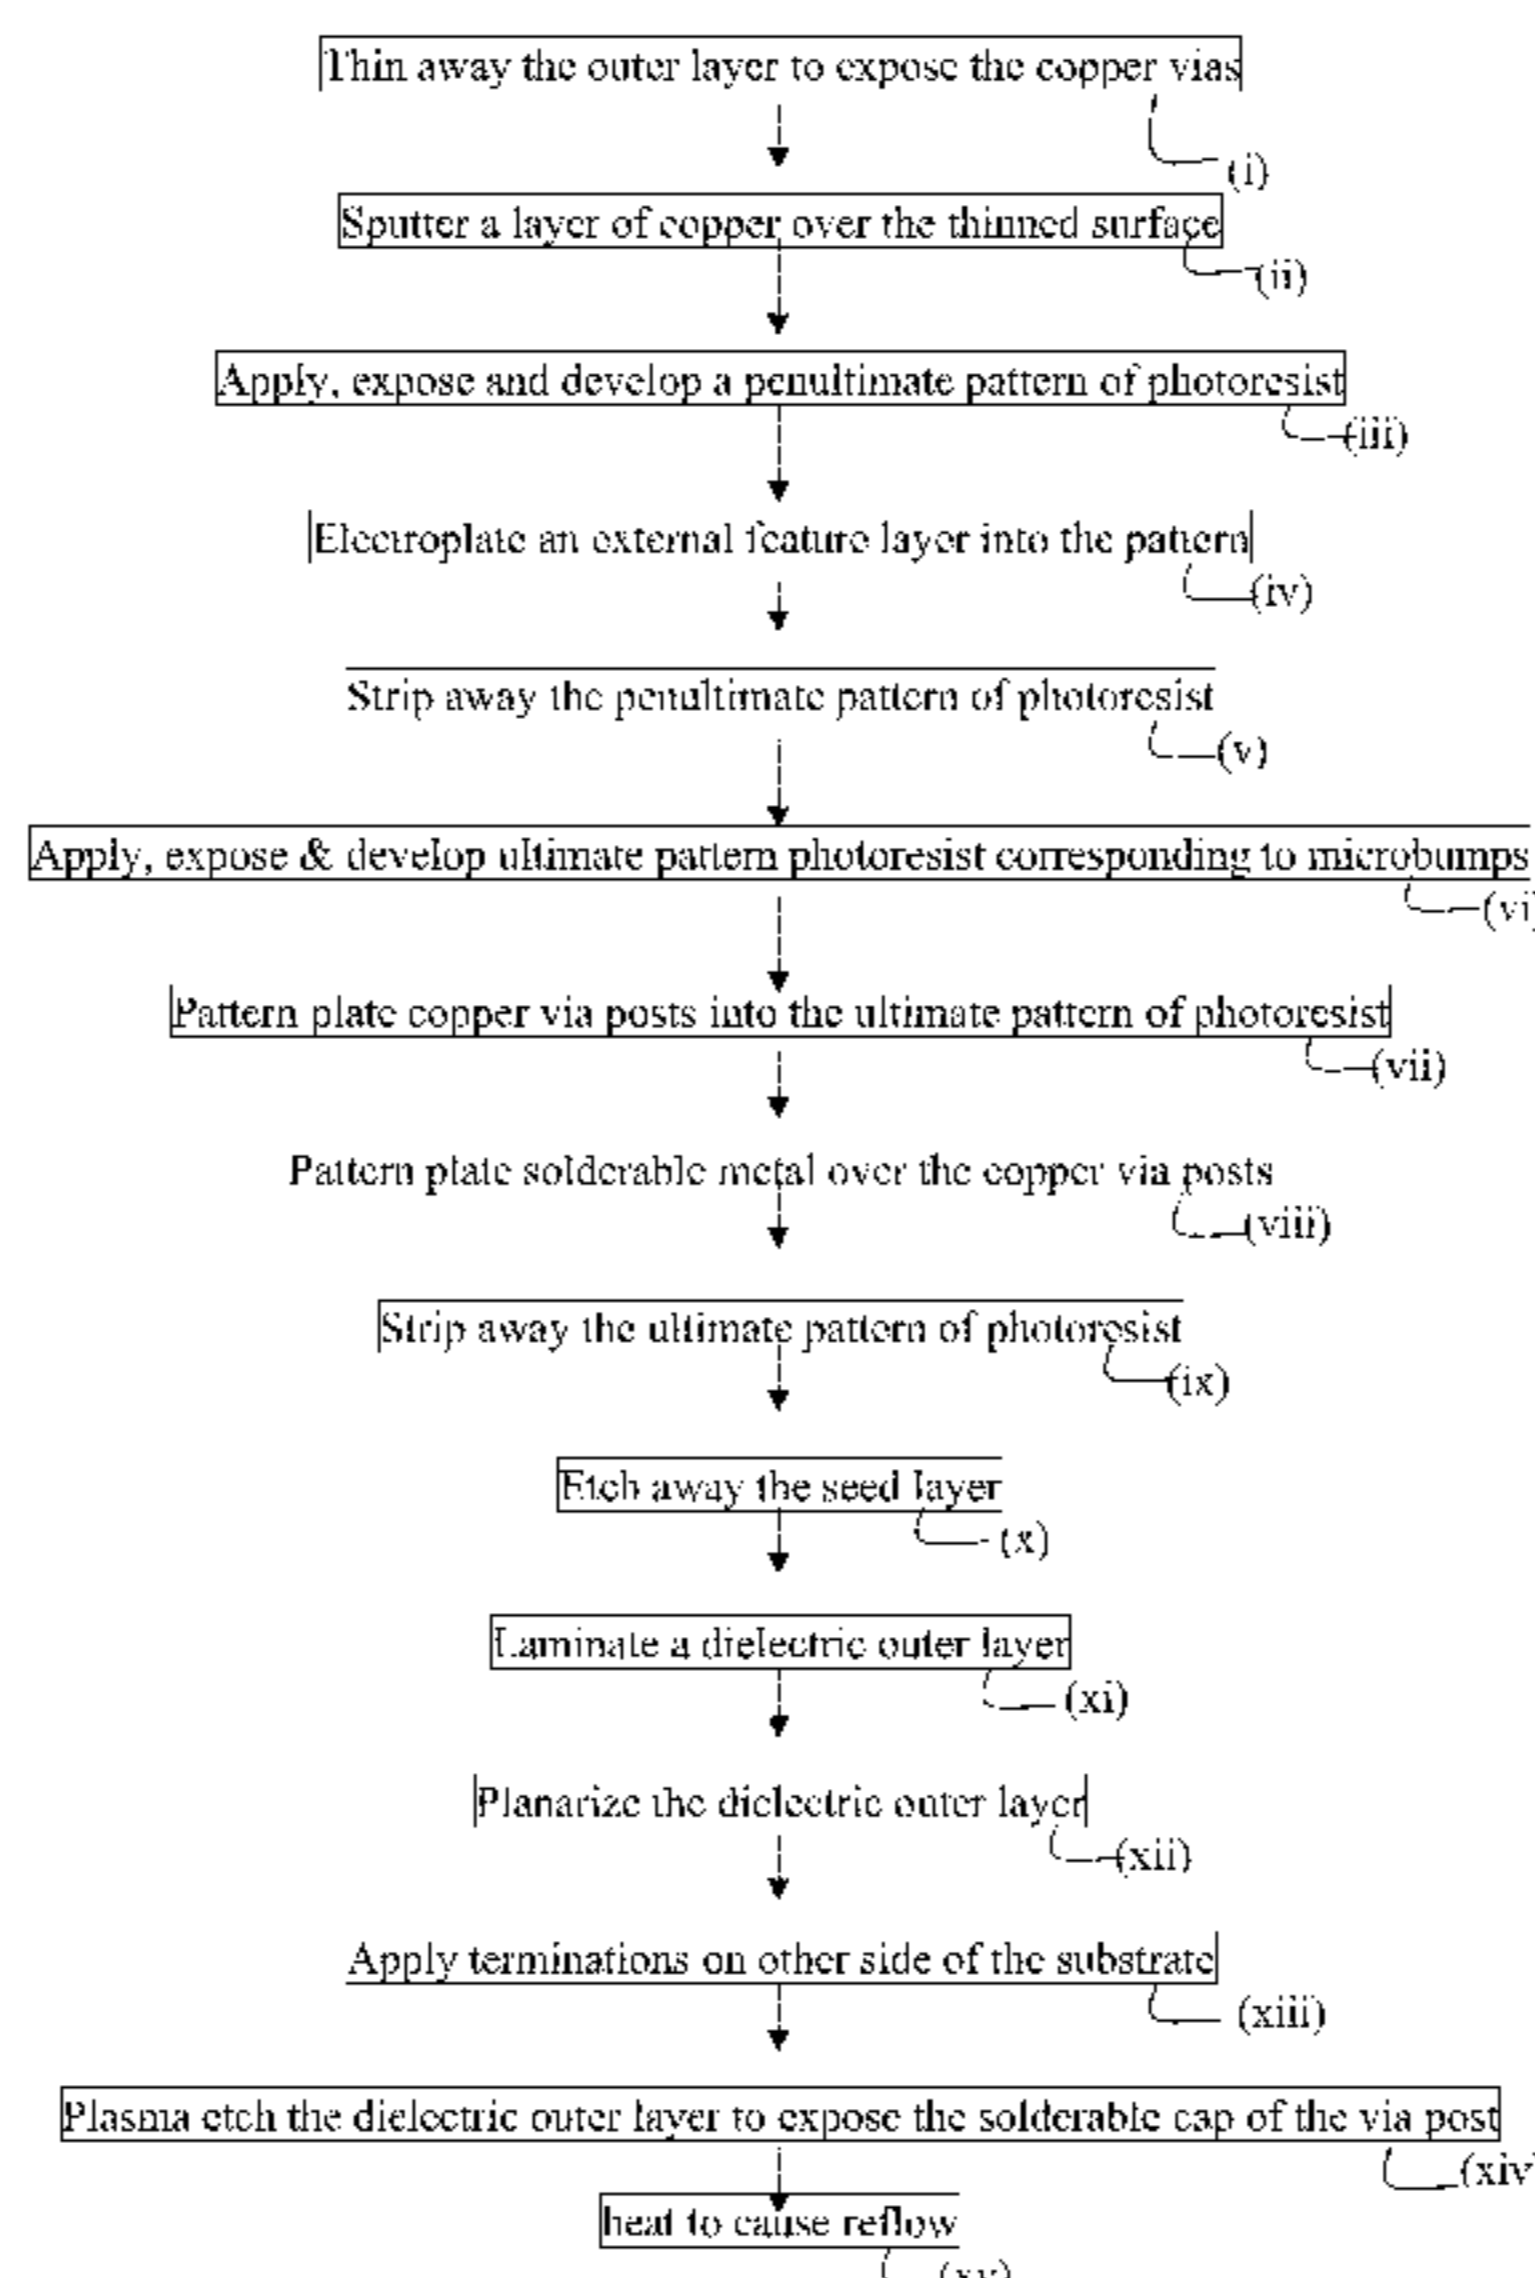 Thin away the outer layer to expose the copper vias
(i)
Sputter a layer of copper over the thinned surface
(ii)
Apply, expose and develop a penultimate pattern of photoresist
(iii)
Electroplate an external feature layer into the pattern
(iv)
Strip away the penultimate pattern of photoresist
(v)
Apply, expose & develop ultimate pattern photoresist corresponding to microbumps
(vi)
Pattern plate copper via posts into the ultimate pattern of photoresist
(vii)
Pattern plate solderable metal over the copper via posts
(viii)
Strip away the ultimate pattern of photoresist
(ix)
Etch away the seed layer
(x)
Laminate a dielectric outer layer
(xi)
Planarize the dielectric outer layer
(xii)
Apply terminations on other side of the substrate
(xiii)
Plasma etch the dielectric outer layer to expose the solderable cap of the via post
(xiv
heat to cause reflow
(xv)